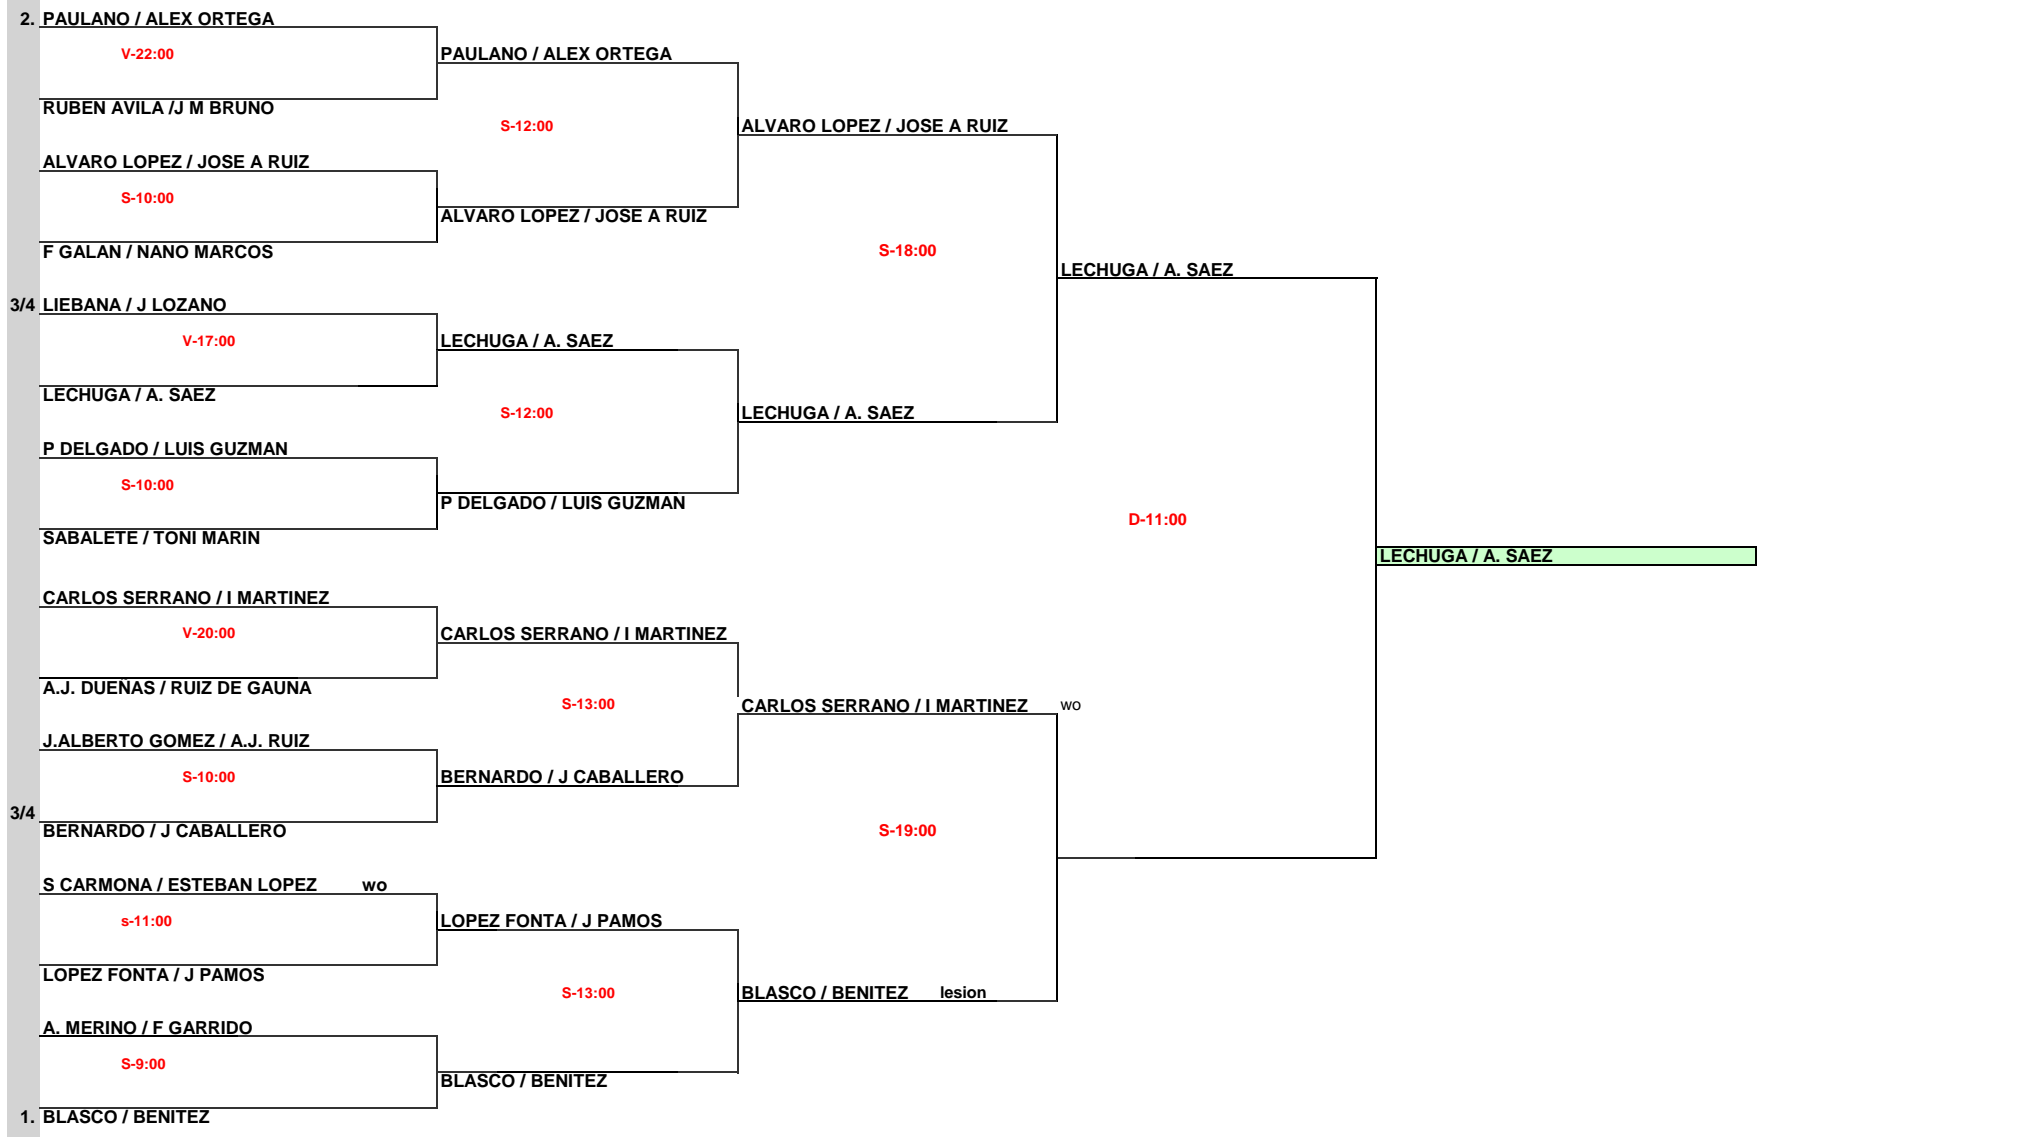 2. PAULANO / ALEX ORTEGA
V-22:00
PAULANO / ALEX ORTEGA
RUBEN AVILA /J M BRUNO
S-12:00
ALVARO LOPEZ / JOSE A RUIZ
ALVARO LOPEZ / JOSE A RUIZ
S-10:00
ALVARO LOPEZ / JOSE A RUIZ
F GALAN / NANO MARCOS
S-18:00
LECHUGA / A. SAEZ
3/4 LIEBANA / J LOZANO
V-17:00
LECHUGA / A. SAEZ
LECHUGA / A. SAEZ
S-12:00
LECHUGA / A. SAEZ
P DELGADO / LUIS GUZMAN
S-10:00
P DELGADO / LUIS GUZMAN
D-11:00
SABALETE / TONI MARIN
LECHUGA / A. SAEZ
CARLOS SERRANO / I MARTINEZ
V-20:00
CARLOS SERRANO / I MARTINEZ
A.J. DUEÑAS / RUIZ DE GAUNA
S-13:00
CARLOS SERRANO / I MARTINEZ wo
J.ALBERTO GOMEZ / A.J. RUIZ
S-10:00
BERNARDO / J CABALLERO
3/4
BERNARDO / J CABALLERO
S-19:00
S CARMONA / ESTEBAN LOPEZ wo
s-11:00
LOPEZ FONTA / J PAMOS
LOPEZ FONTA / J PAMOS
S-13:00
BLASCO / BENITEZ lesion
A. MERINO / F GARRIDO
S-9:00
BLASCO / BENITEZ
1. BLASCO / BENITEZ